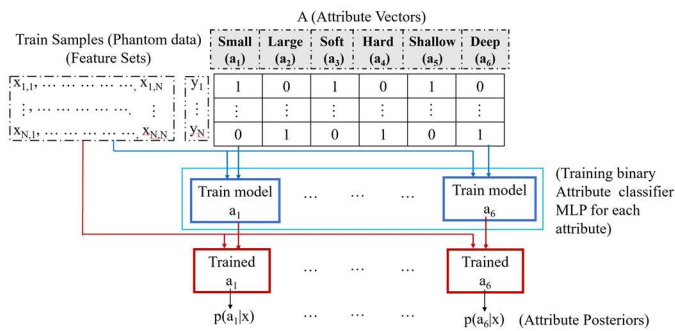 A (Attribute Vectors)
Train Samples (Phantom data)
(Feature Sets)
Small (a₁) Large (a₂) Soft (a₃) Hard (a₄) Shallow (a₅) Deep (a₆)
x₁,₁, … … … … …, x₁,N y₁ 1 0 1 0 1 0
⋮, … … … … …, ⋮ ⋮ ⋮ ⋮ ⋮ ⋮ ⋮ ⋮
xN,₁, … … … … …, xN,N yN 0 1 0 1 0 1
Train model a₁ … … … Train model a₆
… … …
(Training binary
Attribute classifier
MLP for each
attribute)
Trained a₁ … … … Trained a₆
… … …
p(a₁|x) … … … p(a₆|x) (Attribute Posteriors)